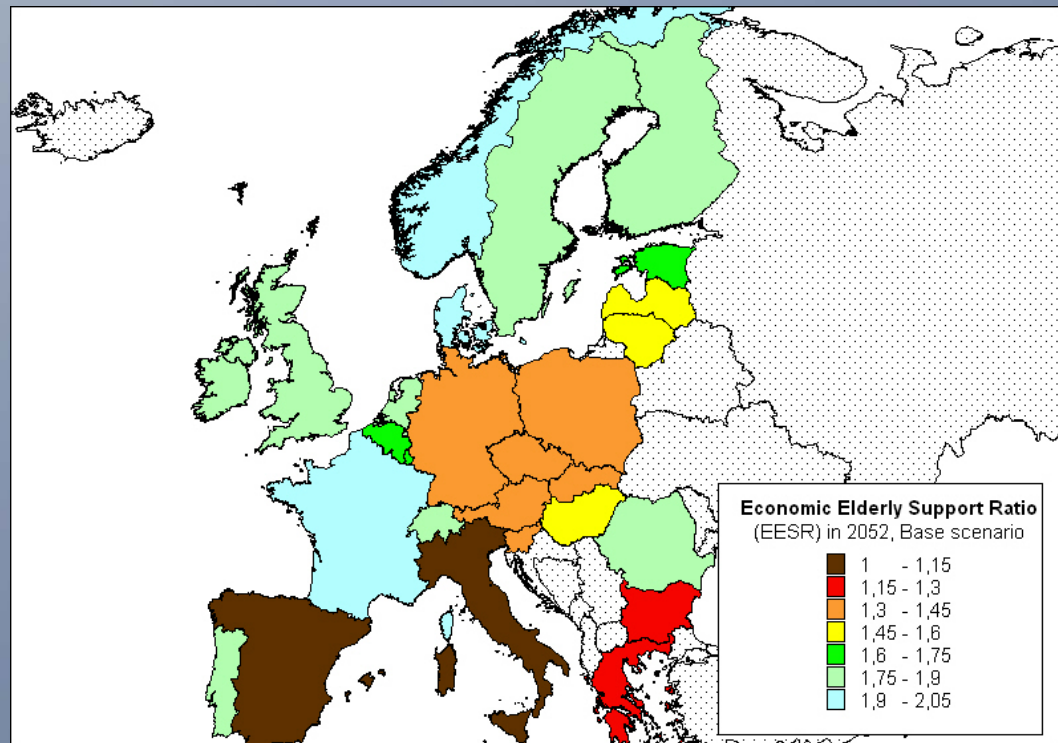 Economic Elderly Support Ratio
(EESR) in 2052, Base scenario
1 - 1,15
1,15 - 1,3
1,3 - 1,45
1,45 - 1,6
1,6 - 1,75
1,75 - 1,9
1,9 - 2,05